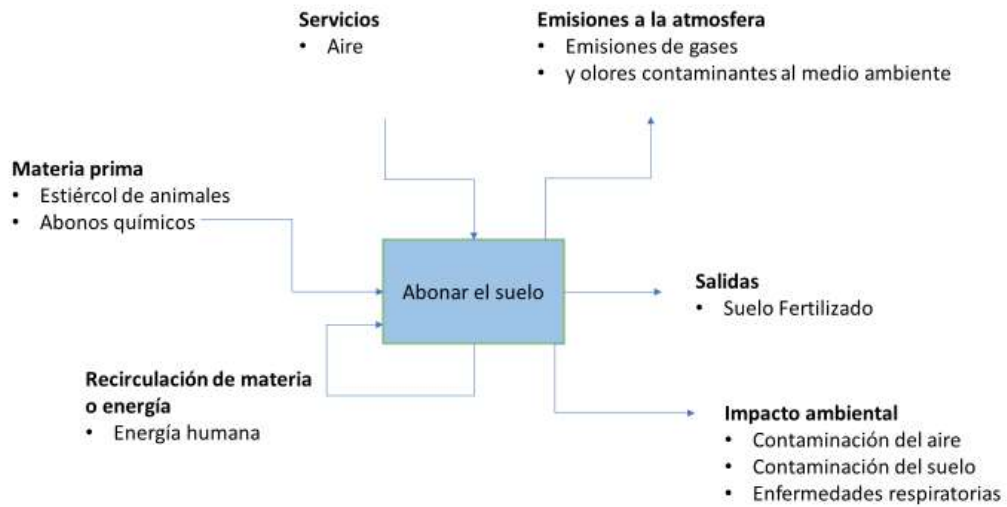 Servicios
• Aire
Emisiones a la atmosfera
• Emisiones de gases
• y olores contaminantes al medio ambiente
Materia prima
• Estiércol de animales
• Abonos químicos
Abonar el suelo
Salidas
• Suelo Fertilizado
Recirculación de materia
o energía
• Energía humana
Impacto ambiental
• Contaminación del aire
• Contaminación del suelo
• Enfermedades respiratorias